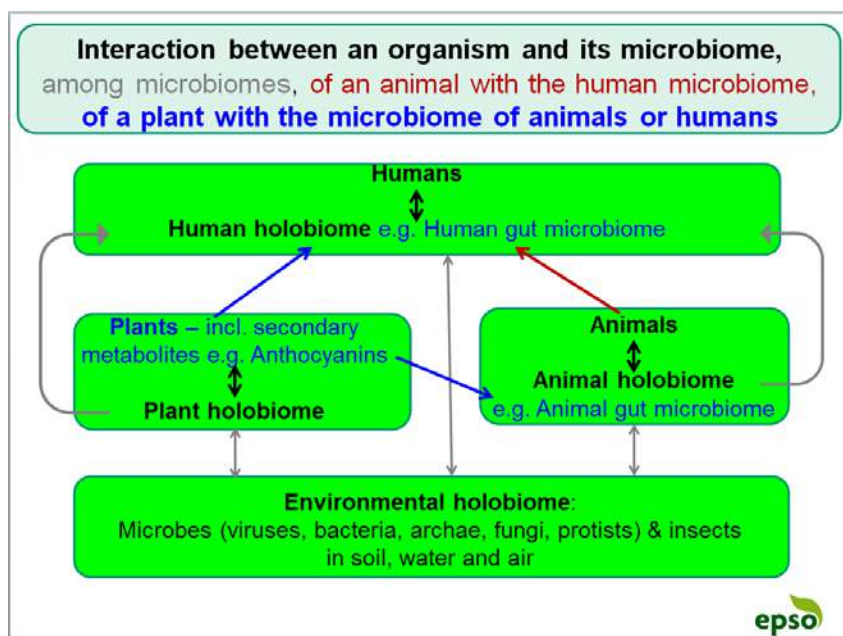 Interaction between an organism and its microbiome,
among microbiomes, of an animal with the human microbiome,
of a plant with the microbiome of animals or humans
Humans
Human holobiome e.g. Human gut microbiome
Plants – incl. secondary
metabolites e.g. Anthocyanins
Plant holobiome
Animals
Animal holobiome
e.g. Animal gut microbiome
Environmental holobiome:
Microbes (viruses, bacteria, archae, fungi, protists) & insects
in soil, water and air
epso